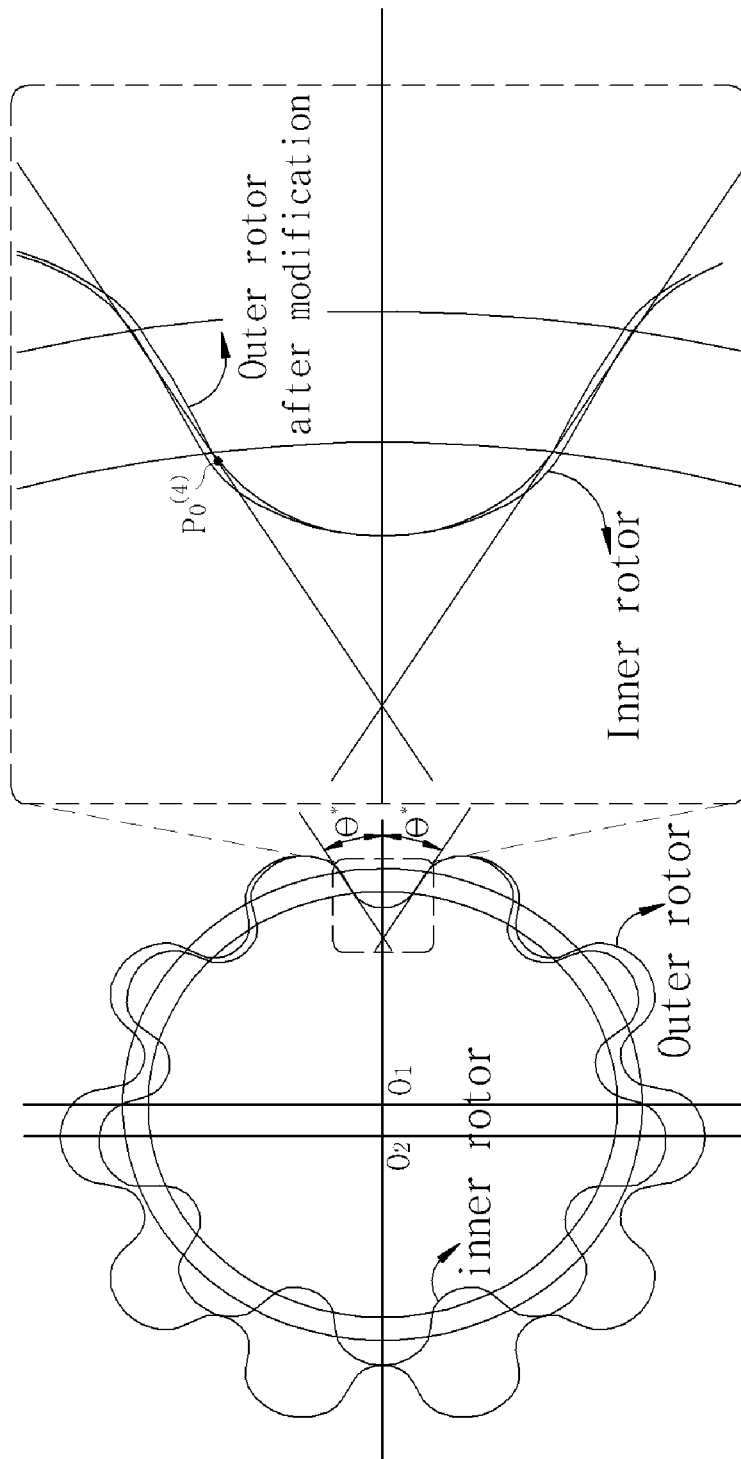 Outer rotor
after modification
P₀⁽⁴⁾
Inner rotor
Θ*
Θ*
Outer rotor
O₁
O₂
inner rotor